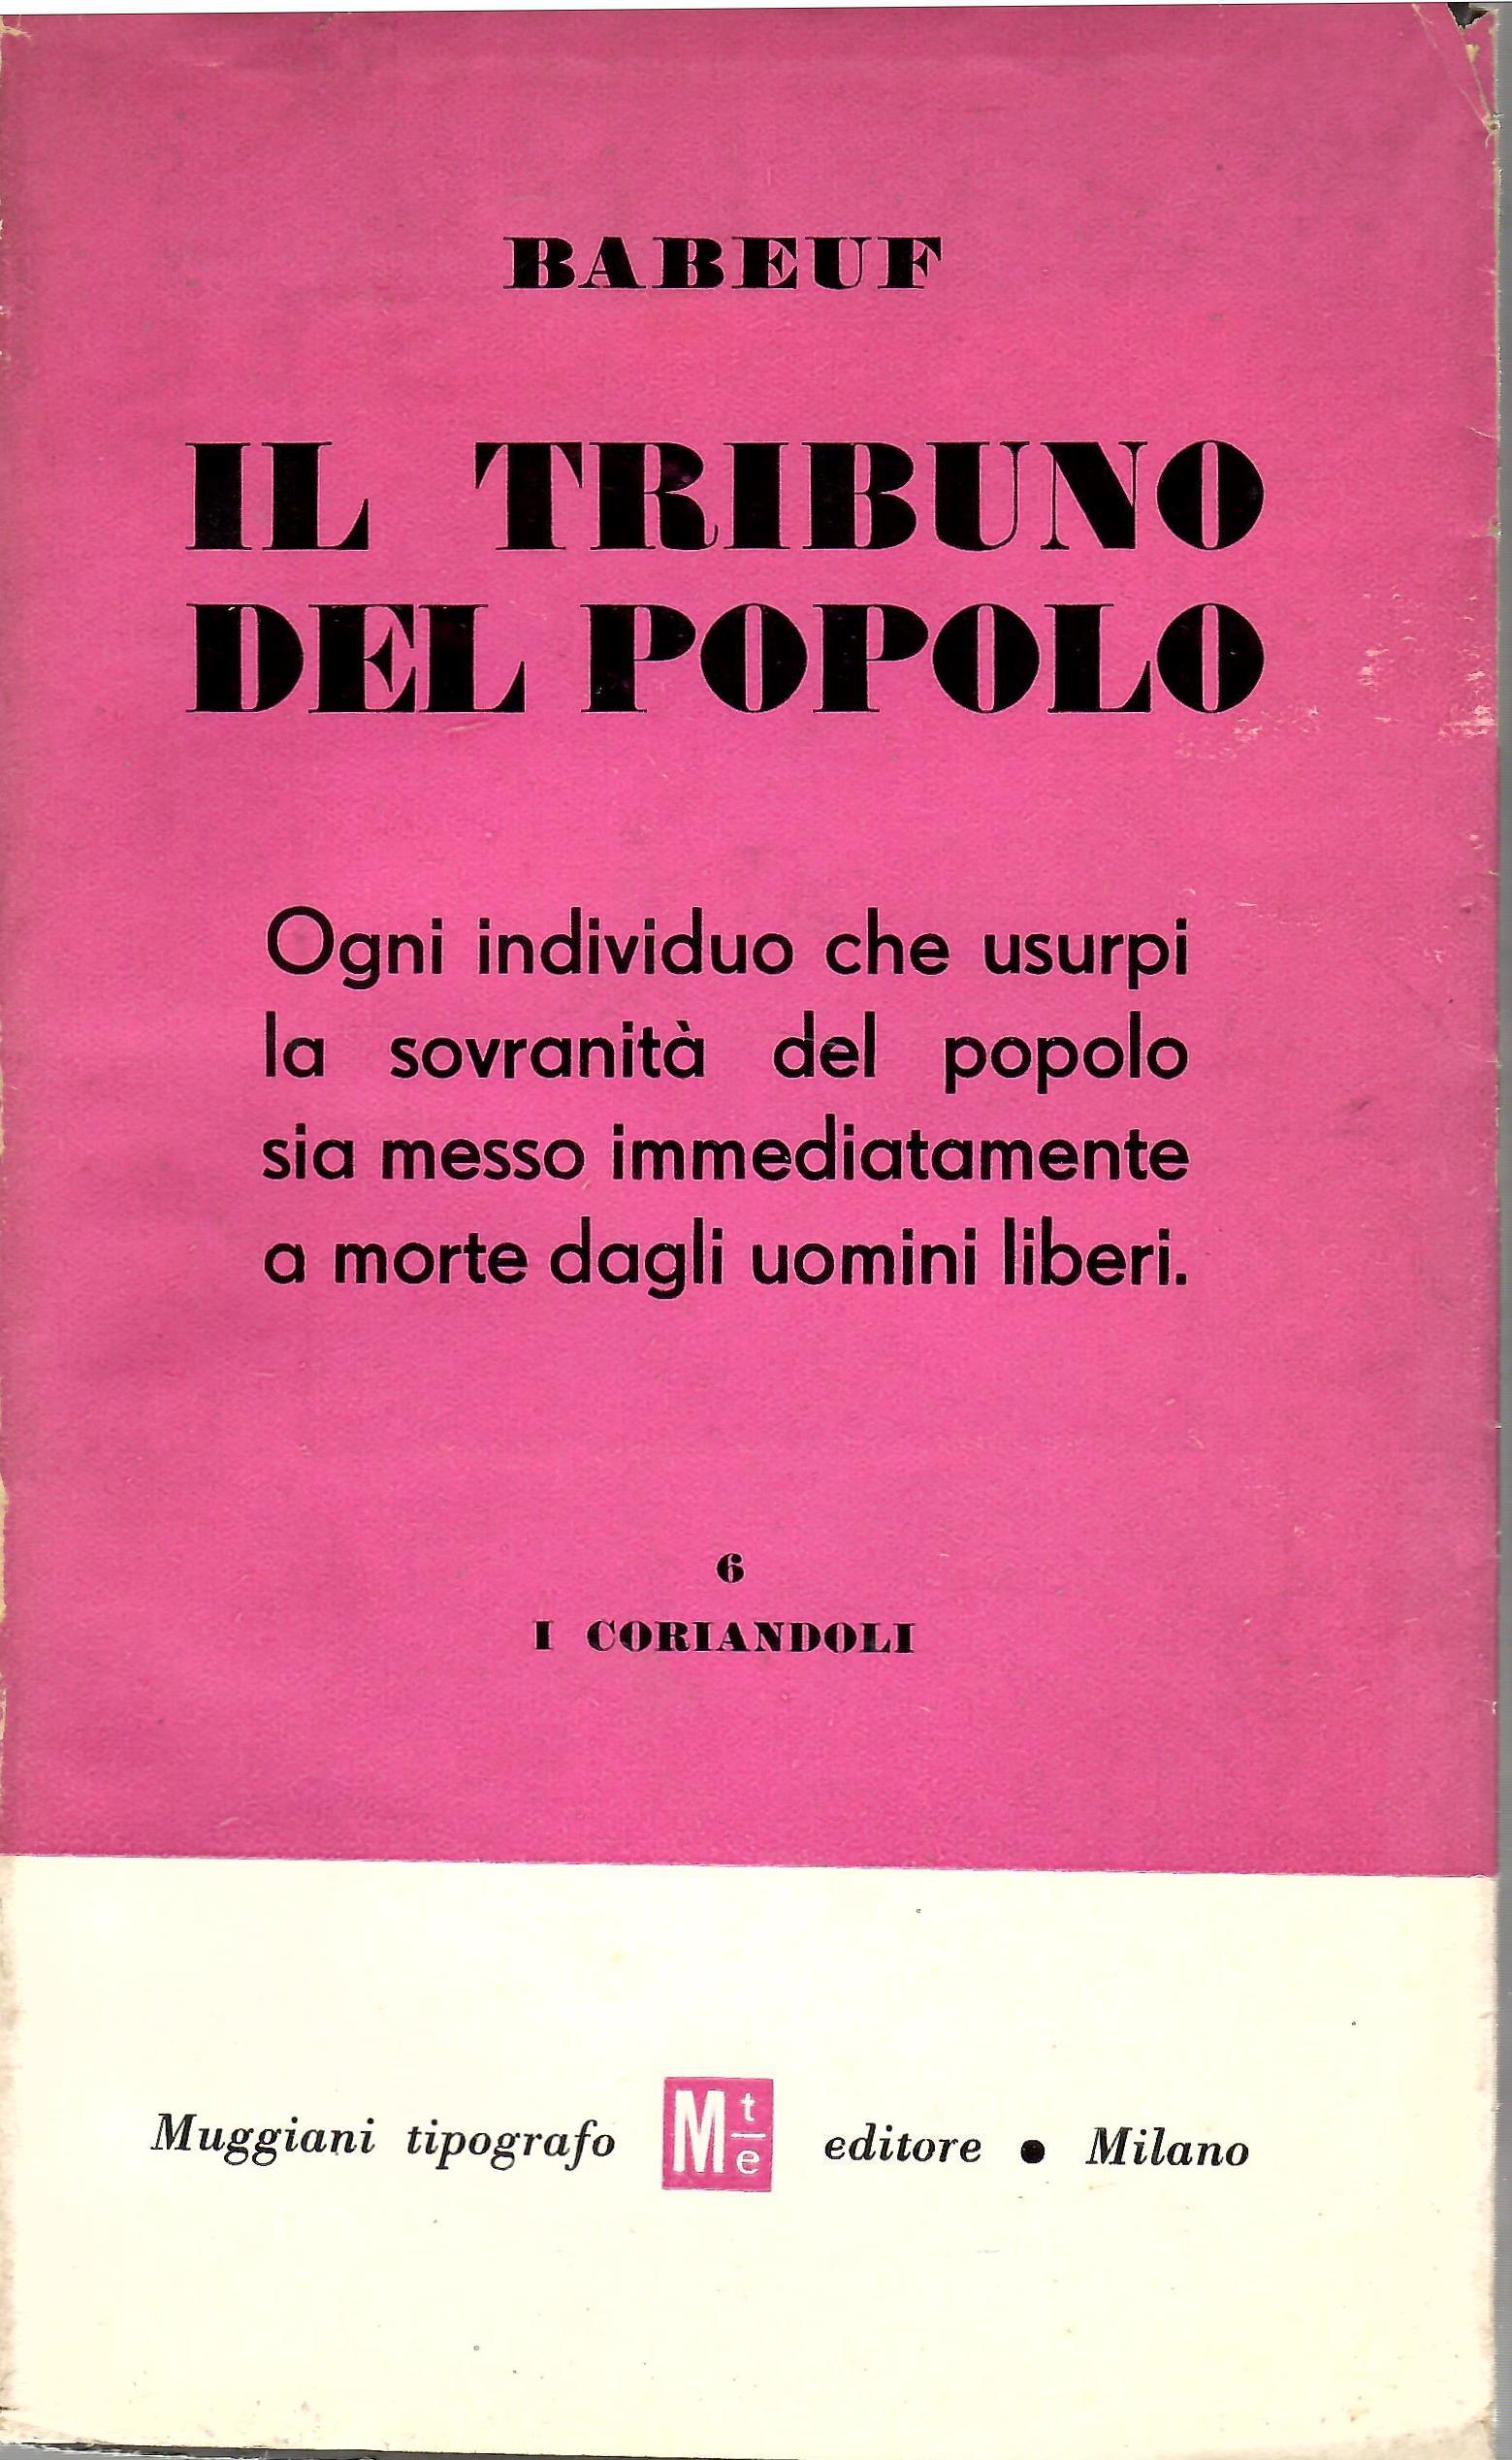 BABEUF
IL TRIBUNO
DEL POPOLO
Ogni individuo che usurpi
la sovranità del popolo
sia messo immediatamente
a morte dagli uomini liberi.
6
I CORIANDOLI
Muggiani tipografo Mt/e editore ● Milano